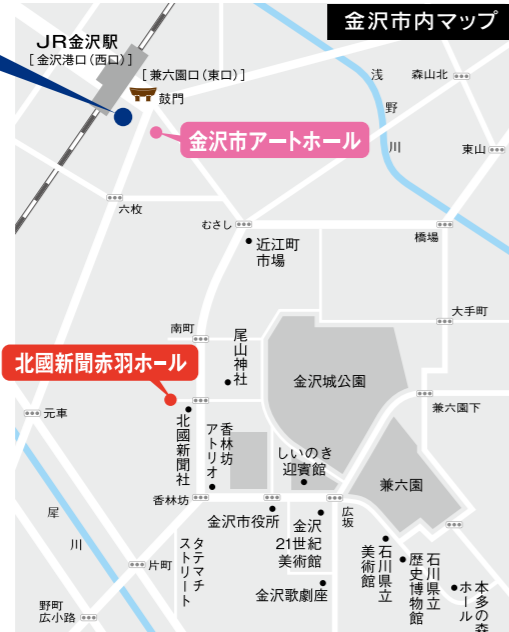 金沢市内マップ
JR金沢駅
[金沢港口(西口)]
[兼六園口(東口)]
鼓門
金沢市アートホール
浅
野
川
森山北
東山
六枚
むさし
近江町
市場
橋場
大手町
南町
尾山神社
金沢城公園
北國新聞赤羽ホール
元車
北國新聞社
香林坊
アトリオ
しいのき
迎賓館
兼六園下
兼六園
香林坊
金沢市役所
広坂
金沢
21世紀
美術館
石川県立
美術館
石川県立
歴史博物館
本多の森
ホール
犀
川
片町
タテマチ
ストリート
金沢歌劇座
野町
広小路